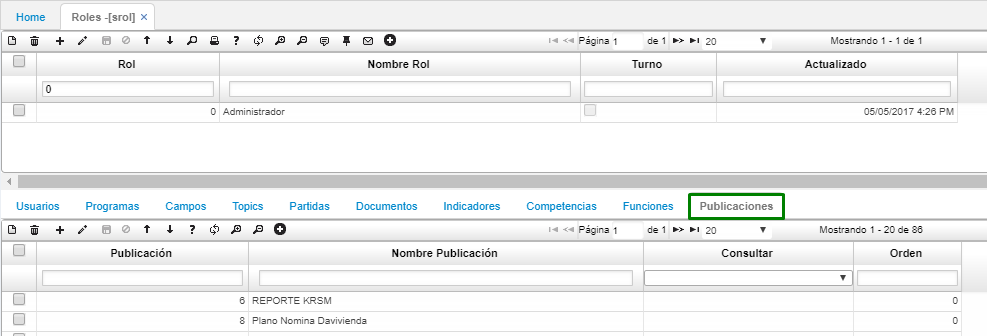 Home Roles -[srol] ×
Página 1 de 1 20 Mostrando 1 - 1 de 1
Rol Nombre Rol Turno Actualizado
0
0 Administrador 05/05/2017 4:26 PM
Usuarios Programas Campos Topics Partidas Documentos Indicadores Competencias Funciones Publicaciones
Página 1 de 1 20 Mostrando 1 - 20 de 86
Publicación Nombre Publicación Consultar Orden
6 REPORTE KRSM 0
8 Plano Nomina Davivienda 0